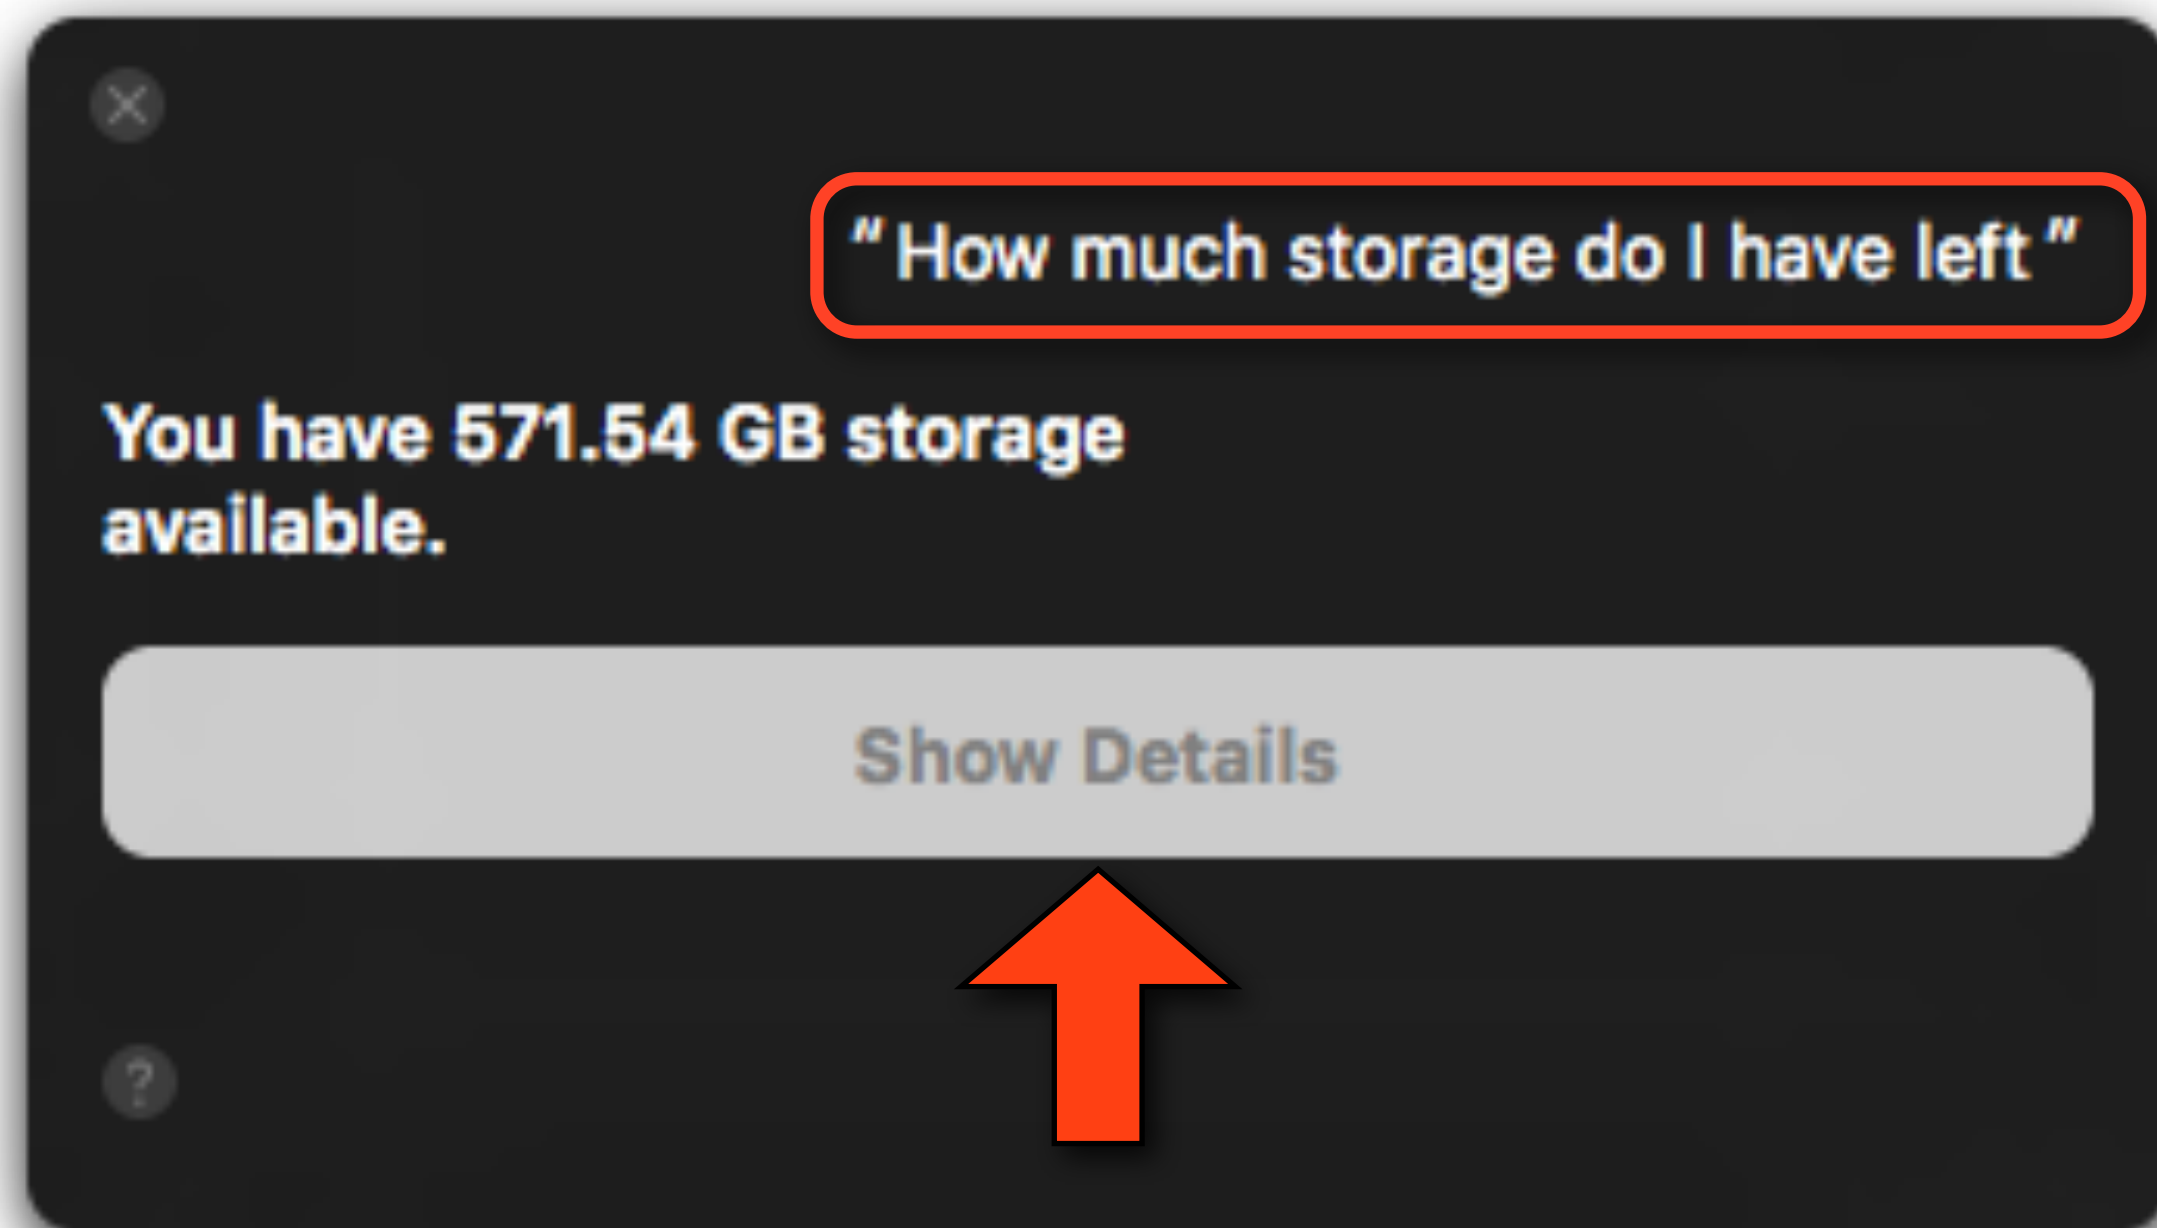 "How much storage do I have left"
You have 571.54 GB storage
available.
Show Details
?